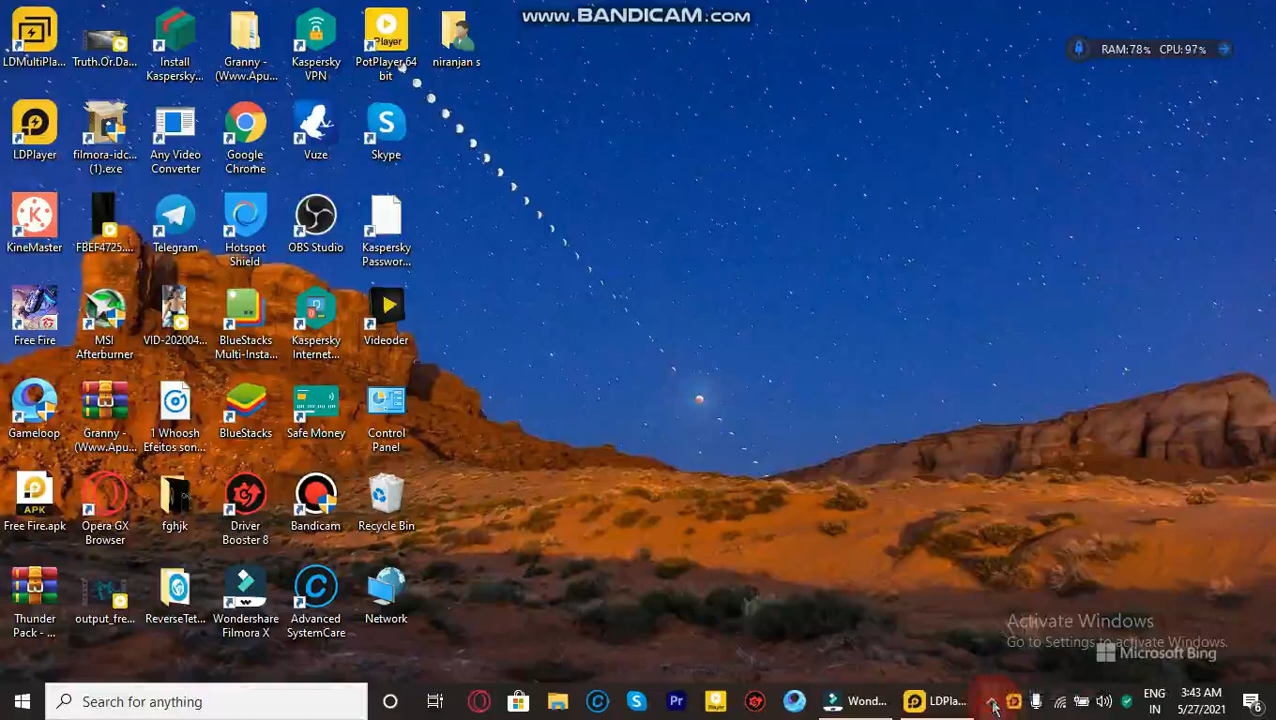 www.BANDICAM.com
RAM:78% CPU:97%
LDMultiPla...
Truth.Or.Da...
Install
Kaspersky...
Granny -
(Www.Apu...
Kaspersky
VPN
Player
PotPlayer 64
bit
niranjan s
LDPlayer
filmora-idc...
(1).exe
Any Video
Converter
Google
Chrome
Vuze
Skype
KineMaster
FBEF4725....
Telegram
Hotspot
Shield
OBS Studio
Kaspersky
Passwor...
Free Fire
MSI
Afterburner
VID-202004...
BlueStacks
Multi-Insta...
Kaspersky
Internet...
Videoder
Gameloop
Granny -
(Www.Apu...
1 Whoosh
Efeitos son...
BlueStacks
Safe Money
Control
Panel
APK
Free Fire.apk
Opera GX
Browser
fghjk
Driver
Booster 8
Bandicam
Recycle Bin
Thunder
Pack - ...
output_fre...
ReverseTet...
Wondershare
Filmora X
Advanced
SystemCare
Network
Activate Windows
Go to Settings to activate Windows.
Microsoft Bing
Search for anything
Pr
Wond...
LDPla...
ENG
IN
3:43 AM
5/27/2021
6